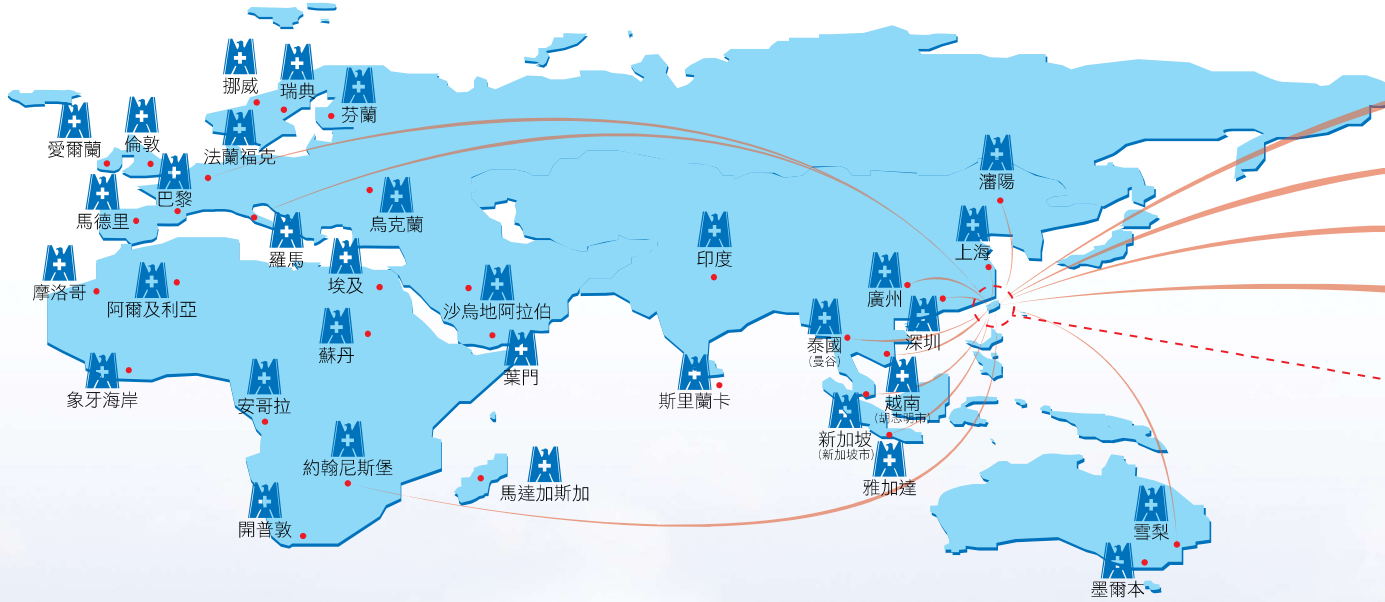 挪威
瑞典
芬蘭
愛爾蘭
倫敦
法蘭福克
巴黎
馬德里
烏克蘭
羅馬
埃及
摩洛哥
阿爾及利亞
沙烏地阿拉伯
蘇丹
葉門
象牙海岸
安哥拉
約翰尼斯堡
馬達加斯加
開普敦
印度
斯里蘭卡
瀋陽
上海
廣州
深圳
泰國
(曼谷)
越南
(胡志明市)
新加坡
(新加坡市)
雅加達
雪梨
墨爾本